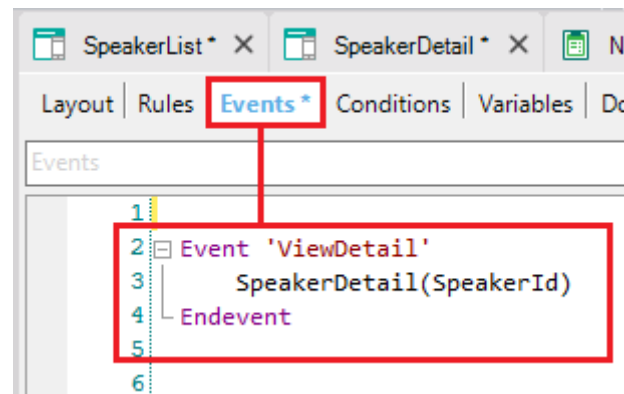 SpeakerList * × SpeakerDetail * × N
Layout Rules Events * Conditions Variables Do
Events
1
2 Event 'ViewDetail'
3 SpeakerDetail(SpeakerId)
4 Endevent
5
6